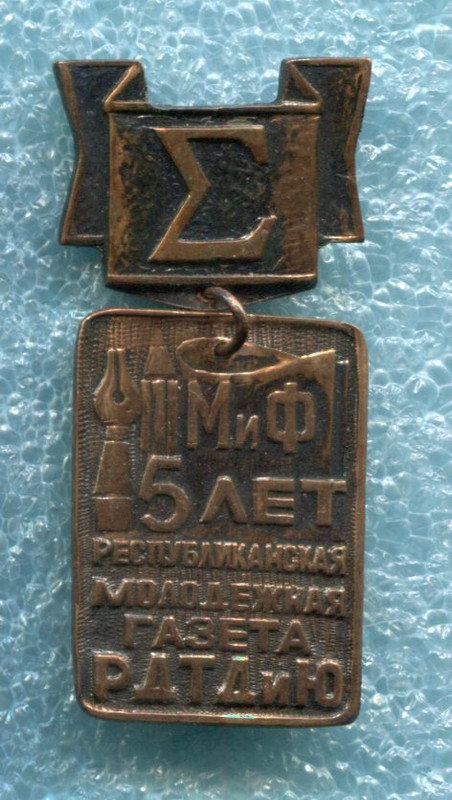 Σ
МиФ
5 ЛЕТ
РЕСПУБЛИКАНСКАЯ
МОЛОДЕЖНАЯ
ГАЗЕТА
РДТДиЮ